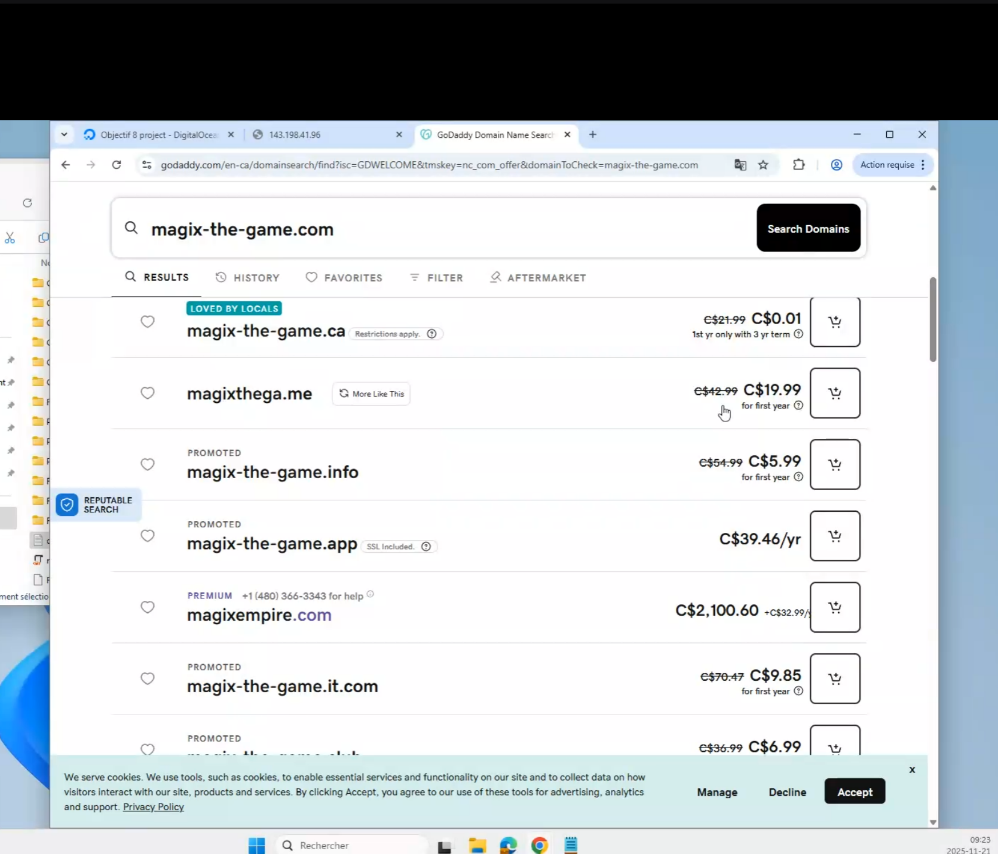 Objectif 8 project - DigitalOcea
143.198.41.96
GoDaddy Domain Name Search
godaddy.com/en-ca/domainsearch/find?isc=GDWELCOME&tmskey=nc_com_offer&domainToCheck=magix-the-game.com
Action requise
magix-the-game.com
Search Domains
RESULTS
HISTORY
FAVORITES
FILTER
AFTERMARKET
LOVED BY LOCALS
magix-the-game.ca Restrictions apply.
C$21.99 C$0.01
1st yr only with 3 yr term
magixthega.me More Like This
C$42.99 C$19.99
for first year
PROMOTED
magix-the-game.info
C$54.99 C$5.99
for first year
REPUTABLE
SEARCH
PROMOTED
magix-the-game.app SSL Included.
C$39.46/yr
PREMIUM +1 (480) 366-3343 for help
magixempire.com
C$2,100.60 +C$32.99/
PROMOTED
magix-the-game.it.com
C$70.47 C$9.85
for first year
PROMOTED
C$36.99 C$6.99
We serve cookies. We use tools, such as cookies, to enable essential services and functionality on our site and to collect data on how
visitors interact with our site, products and services. By clicking Accept, you agree to our use of these tools for advertising, analytics
and support. Privacy Policy
Manage
Decline
Accept
x
ment sélectio
Rechercher
09:23
2025-11-21